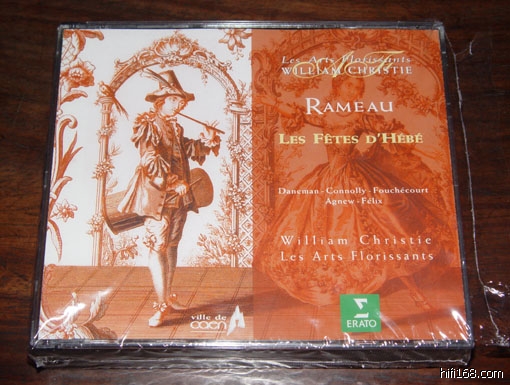 Les Arts Florissants
WILLIAM CHRISTIE
RAMEAU
LES FÊTES D'HÉBÉ
Daneman - Connolly - Fouchécourt
Agnew - Félix
William Christie
Les Arts Florissants
ville de
caen
ERATO
hifi168.com